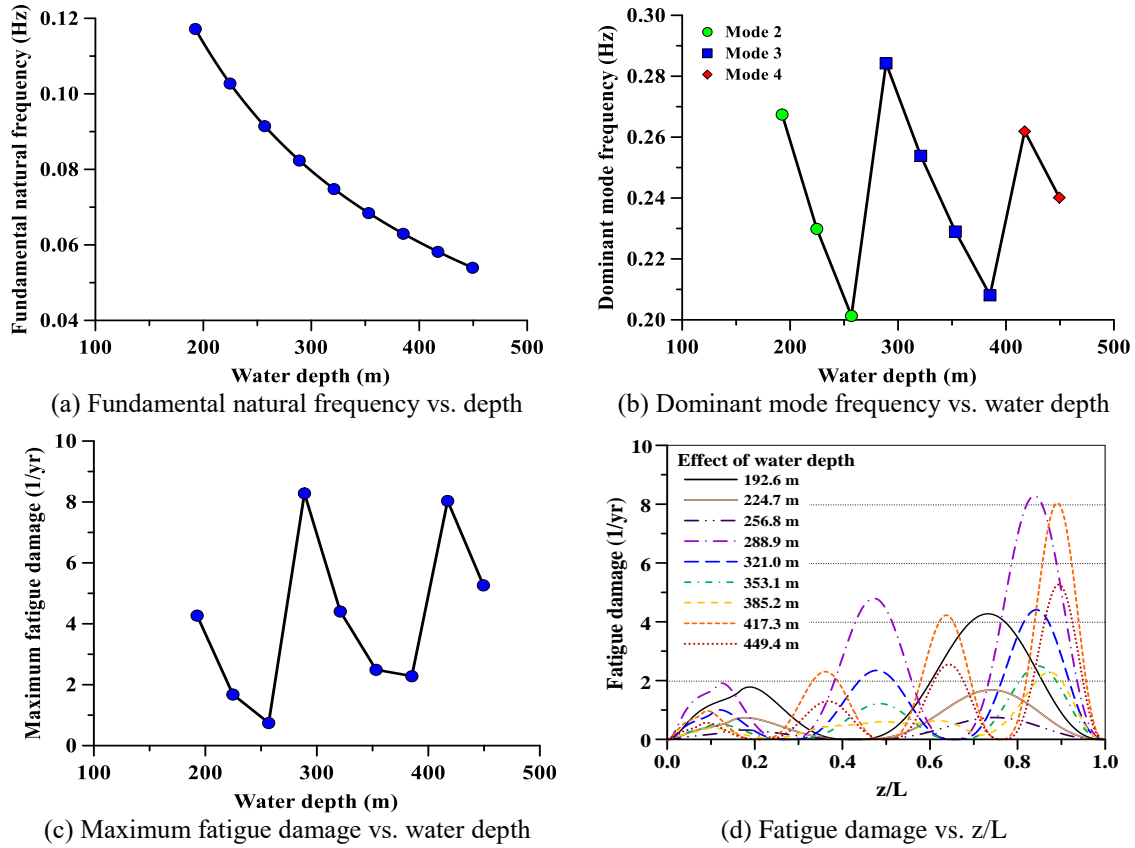 Fundamental natural frequency (Hz)
0.12
0.10
0.08
0.06
0.04
100
200
300
400
500
Water depth (m)
(a) Fundamental natural frequency vs. depth
Dominant mode frequency (Hz)
0.30
0.28
0.26
0.24
0.22
0.20
Mode 2
Mode 3
Mode 4
100
200
300
400
500
Water depth (m)
(b) Dominant mode frequency vs. water depth
Maximum fatigue damage (1/yr)
10
8
6
4
2
0
100
200
300
400
500
Water depth (m)
(c) Maximum fatigue damage vs. water depth
Fatigue damage (1/yr)
10
8
6
4
2
0
Effect of water depth
192.6 m
224.7 m
256.8 m
288.9 m
321.0 m
353.1 m
385.2 m
417.3 m
449.4 m
0.0
0.2
0.4
0.6
0.8
1.0
z/L
(d) Fatigue damage vs. z/L